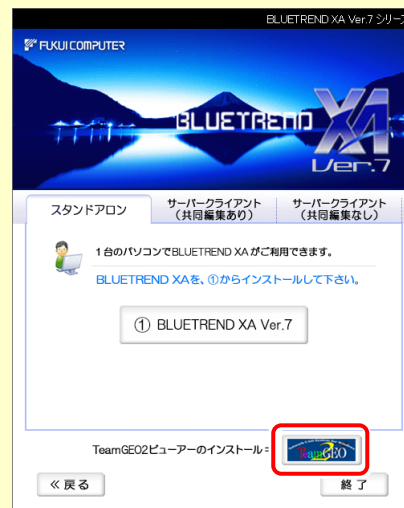 BLUETREND XA Ver.7 シリーズ
FUKUI COMPUTER
BLUETREND XA
Ver.7
スタンドアロン
サーバークライアント
（共同編集あり）
サーバークライアント
（共同編集なし）
1台のパソコンでBLUETREND XAがご利用できます。
BLUETREND XAを、①からインストールして下さい。
① BLUETREND XA Ver.7
TeamGEO2ビューアーのインストール：
TeamGEO
≪ 戻る
終了